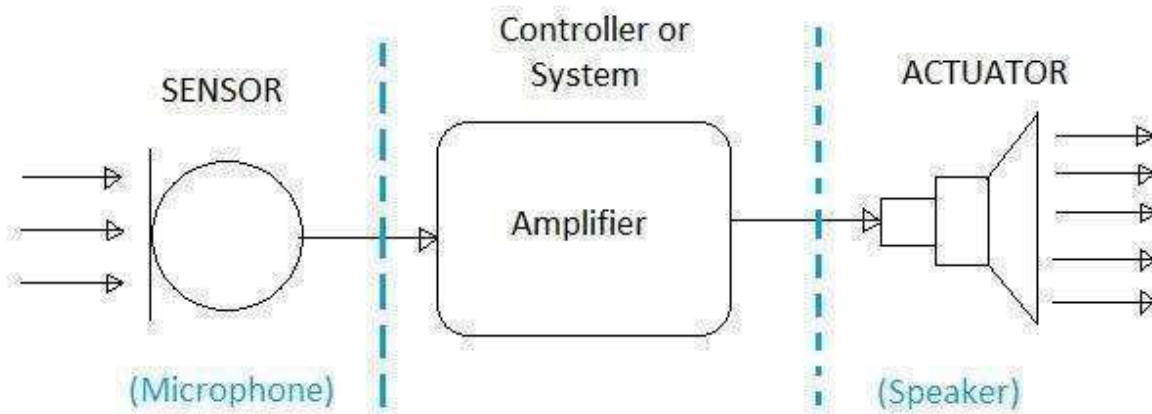 SENSOR
Controller or
System
ACTUATOR
Amplifier
(Microphone)
(Speaker)